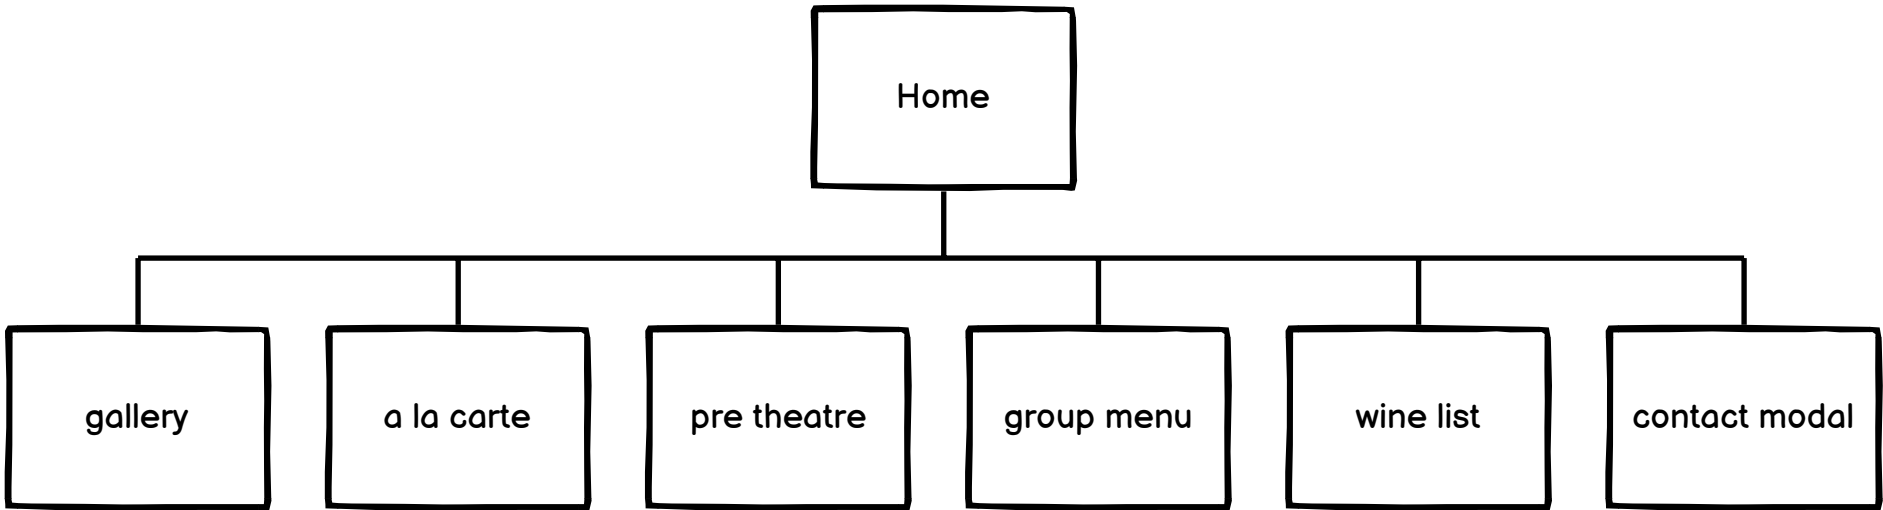 Home
gallery
a la carte
pre theatre
group menu
wine list
contact modal